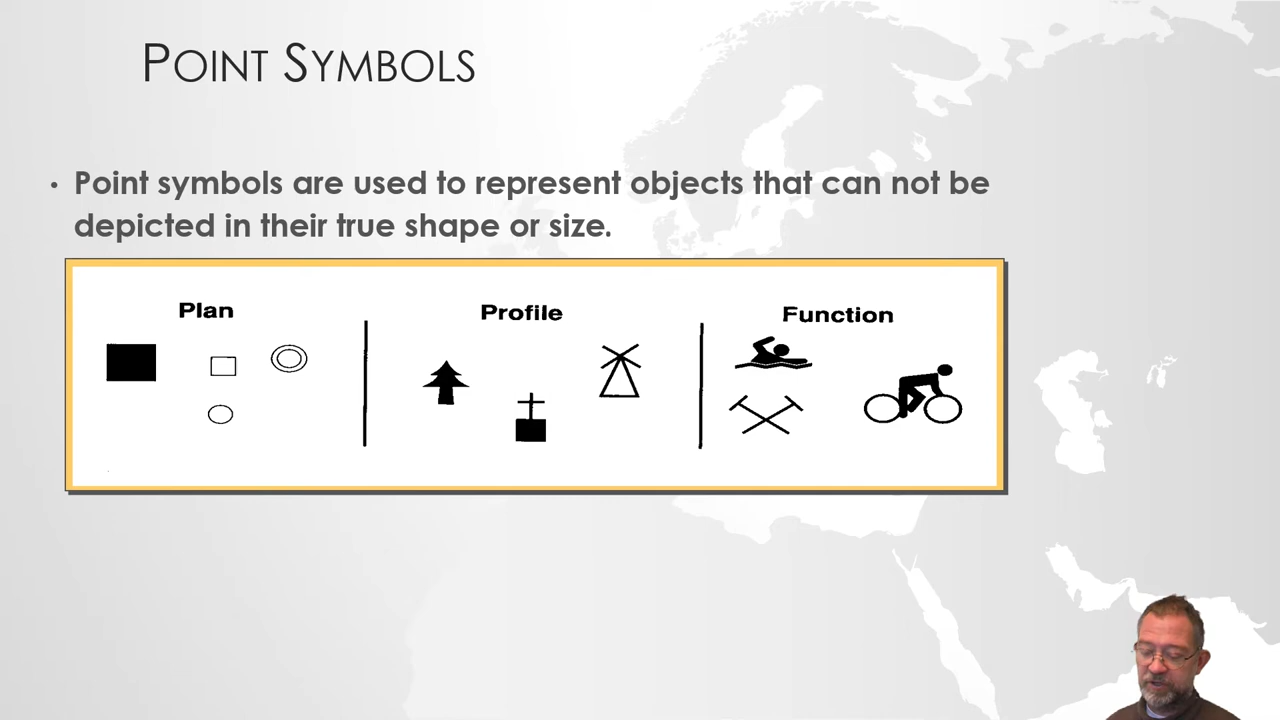 Point Symbols
• Point symbols are used to represent objects that can not be
depicted in their true shape or size.
Plan
Profile
Function